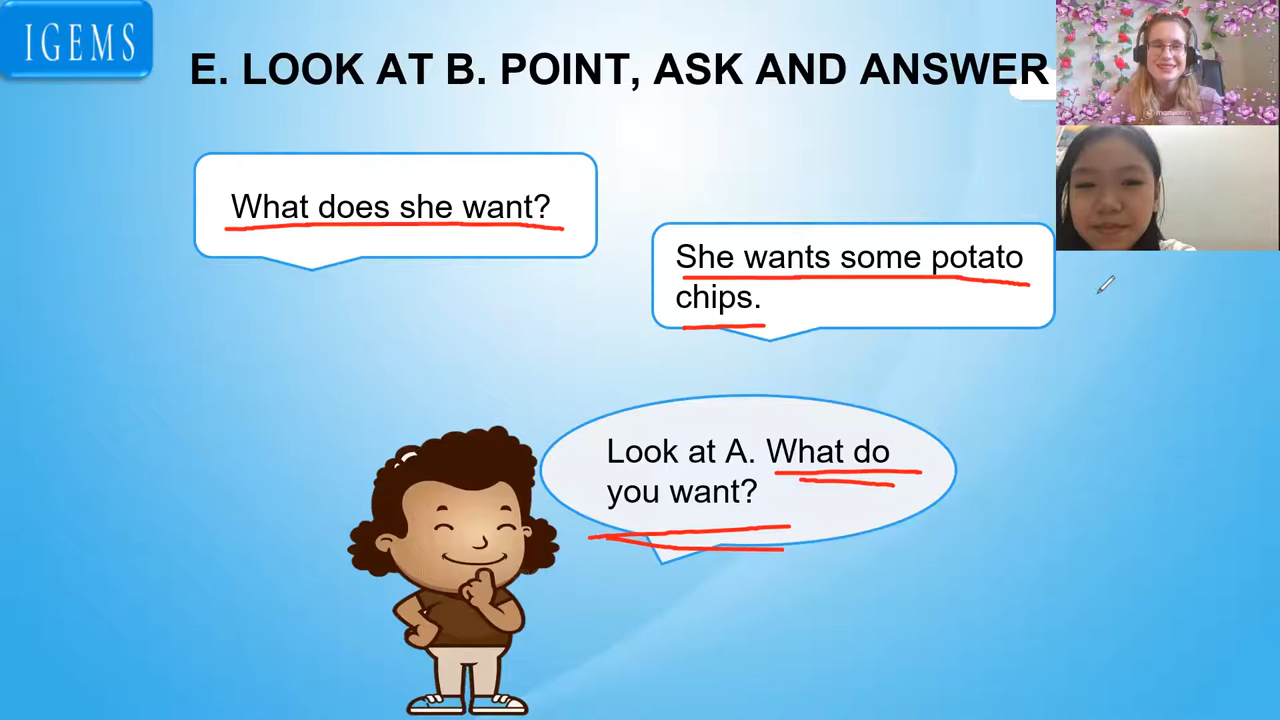 IGEMS
E. LOOK AT B. POINT, ASK AND ANSWER
What does she want?
She wants some potato
chips.
Look at A. What do
you want?